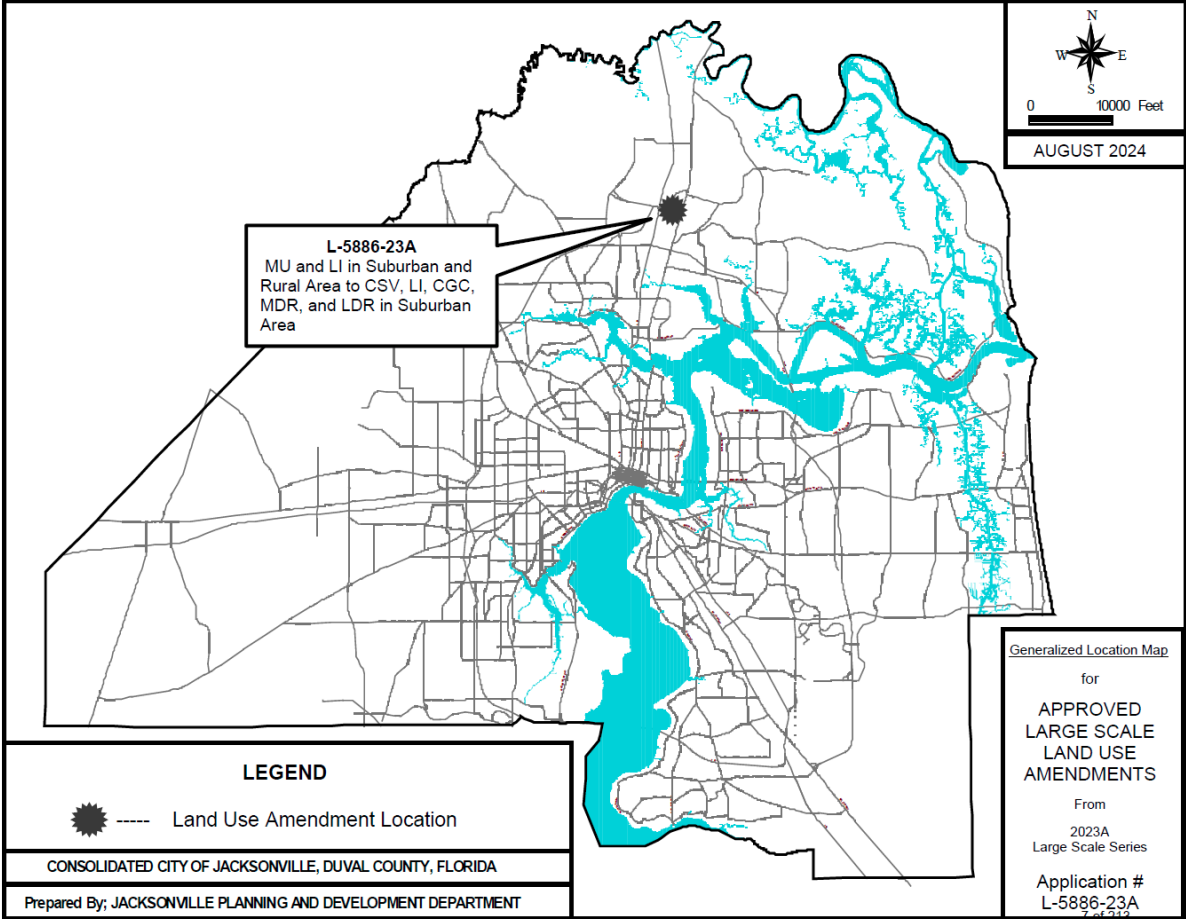 N
W E
S
0 10000 Feet
AUGUST 2024
L-5886-23A
MU and LI in Suburban and
Rural Area to CSV, LI, CGC,
MDR, and LDR in Suburban
Area
LEGEND
----- Land Use Amendment Location
CONSOLIDATED CITY OF JACKSONVILLE, DUVAL COUNTY, FLORIDA
Prepared By; JACKSONVILLE PLANNING AND DEVELOPMENT DEPARTMENT
Generalized Location Map
for
APPROVED
LARGE SCALE
LAND USE
AMENDMENTS
From
2023A
Large Scale Series
Application #
L-5886-23A
7 of 213